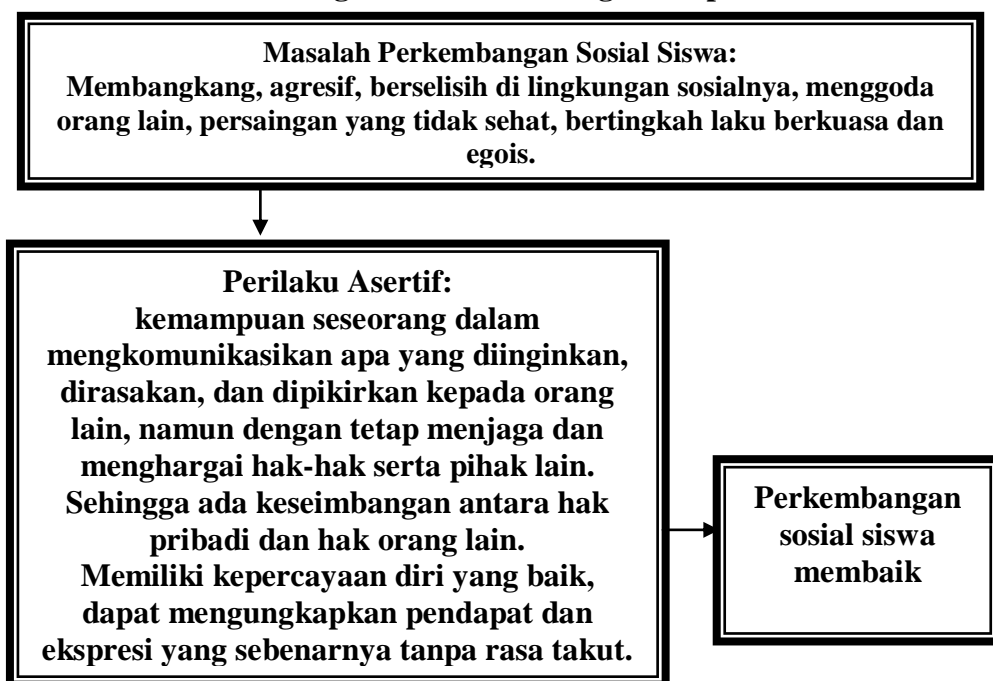 Masalah Perkembangan Sosial Siswa:
Membangkang, agresif, berselisih di lingkungan sosialnya, menggoda
orang lain, persaingan yang tidak sehat, bertingkah laku berkuasa dan
egois.
Perilaku Asertif:
kemampuan seseorang dalam
mengkomunikasikan apa yang diinginkan,
dirasakan, dan dipikirkan kepada orang
lain, namun dengan tetap menjaga dan
menghargai hak-hak serta pihak lain.
Sehingga ada keseimbangan antara hak
pribadi dan hak orang lain.
Memiliki kepercayaan diri yang baik,
dapat mengungkapkan pendapat dan
ekspresi yang sebenarnya tanpa rasa takut.
Perkembangan
sosial siswa
membaik